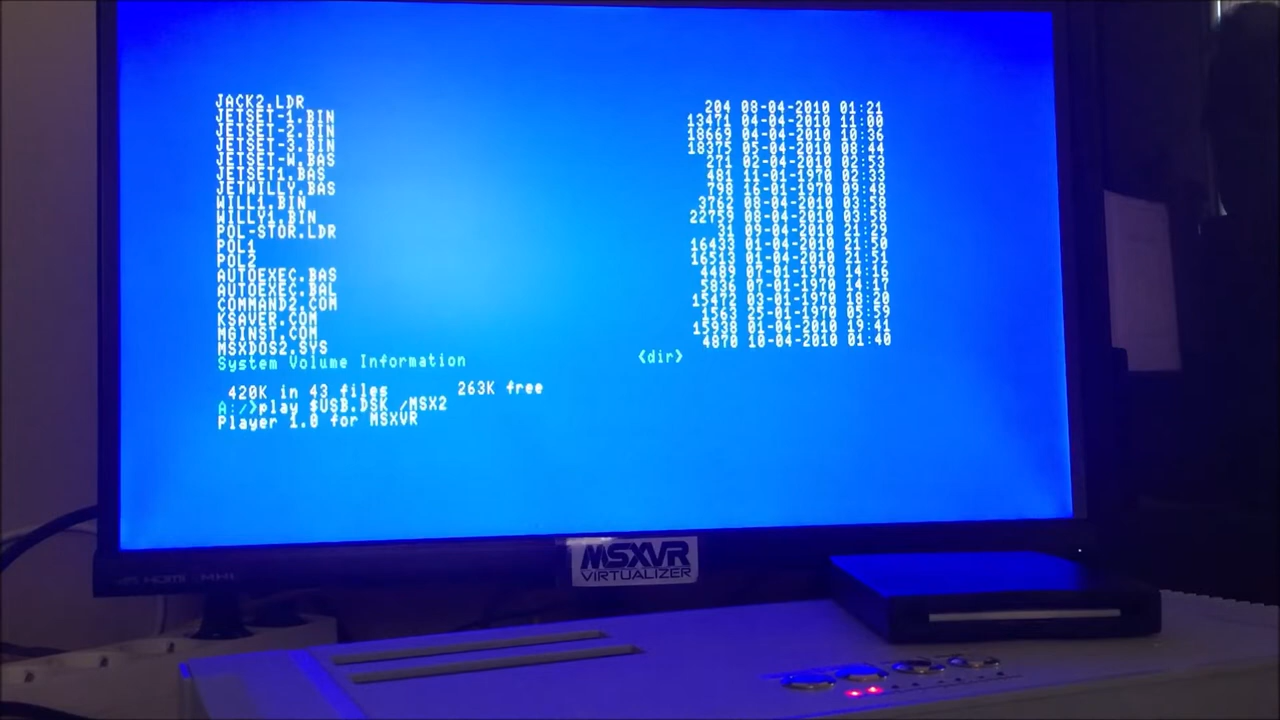 JACK2.LDR 204 08-04-2010 01:21
JETSET-1.BIN 13471 04-04-2010 11:00
JETSET-2.BIN 18669 04-04-2010 10:36
JETSET-3.BIN 18375 05-04-2010 08:44
JETSET-W.BAS 271 02-04-2010 02:53
JETSET1.BAS 481 11-01-1970 02:33
JETWILLY.BAS 798 16-01-1970 09:48
WILL1.BIN 3762 08-04-2010 03:58
WILLY1.BIN 22759 08-04-2010 03:58
POL-STOR.LDR 31 09-04-2010 21:29
POL1 16433 01-04-2010 21:50
POL2 16513 01-04-2010 21:51
AUTOEXEC.BAS 4489 07-01-1970 14:16
AUTOEXEC.BAL 5836 07-01-1970 14:17
COMMAND2.COM 15472 03-01-1970 18:20
KSAVER.COM 1563 25-01-1970 05:59
MGINST.COM 15938 01-04-2010 19:41
MSXDOS2.SYS 4870 10-04-2010 01:40
System Volume Information <dir>
420K in 43 files 263K free
A:/>play $USB.DSK /MSX2
Player 1.0 for MSXVR
MSXVR
VIRTUALIZER
HDMI